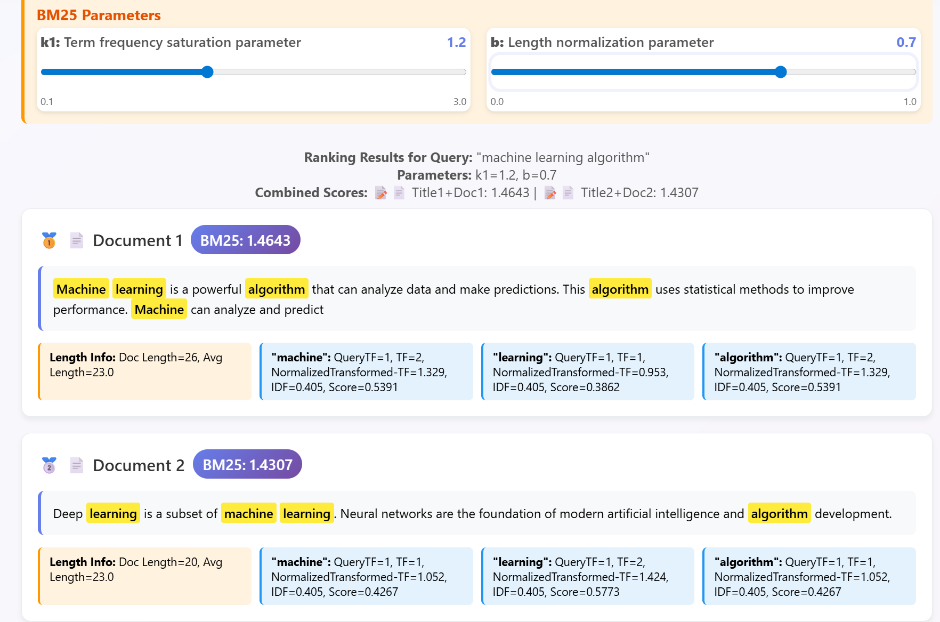 BM25 Parameters
k1: Term frequency saturation parameter 1.2
0.1 3.0
b: Length normalization parameter 0.7
0.0 1.0
Ranking Results for Query: "machine learning algorithm"
Parameters: k1=1.2, b=0.7
Combined Scores: Title1+Doc1: 1.4643 | Title2+Doc2: 1.4307
1 Document 1 BM25: 1.4643
Machine learning is a powerful algorithm that can analyze data and make predictions. This algorithm uses statistical methods to improve
performance. Machine can analyze and predict
Length Info: Doc Length=26, Avg
Length=23.0
"machine": QueryTF=1, TF=2,
NormalizedTransformed-TF=1.329,
IDF=0.405, Score=0.5391
"learning": QueryTF=1, TF=1,
NormalizedTransformed-TF=0.953,
IDF=0.405, Score=0.3862
"algorithm": QueryTF=1, TF=2,
NormalizedTransformed-TF=1.329,
IDF=0.405, Score=0.5391
2 Document 2 BM25: 1.4307
Deep learning is a subset of machine learning. Neural networks are the foundation of modern artificial intelligence and algorithm development.
Length Info: Doc Length=20, Avg
Length=23.0
"machine": QueryTF=1, TF=1,
NormalizedTransformed-TF=1.052,
IDF=0.405, Score=0.4267
"learning": QueryTF=1, TF=2,
NormalizedTransformed-TF=1.424,
IDF=0.405, Score=0.5773
"algorithm": QueryTF=1, TF=1,
NormalizedTransformed-TF=1.052,
IDF=0.405, Score=0.4267